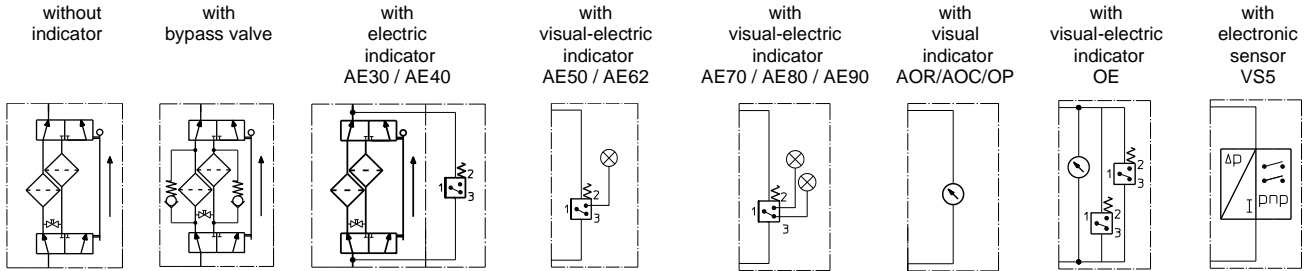 without
indicator
with
bypass valve
with
electric
indicator
AE30 / AE40
with
visual-electric
indicator
AE50 / AE62
with
visual-electric
indicator
AE70 / AE80 / AE90
with
visual
indicator
AOR/AOC/OP
with
visual-electric
indicator
OE
with
electronic
sensor
VS5
1 2
3
1 2
3
1 2
3
1 2
3
1 2
3
Δp
I
pnp